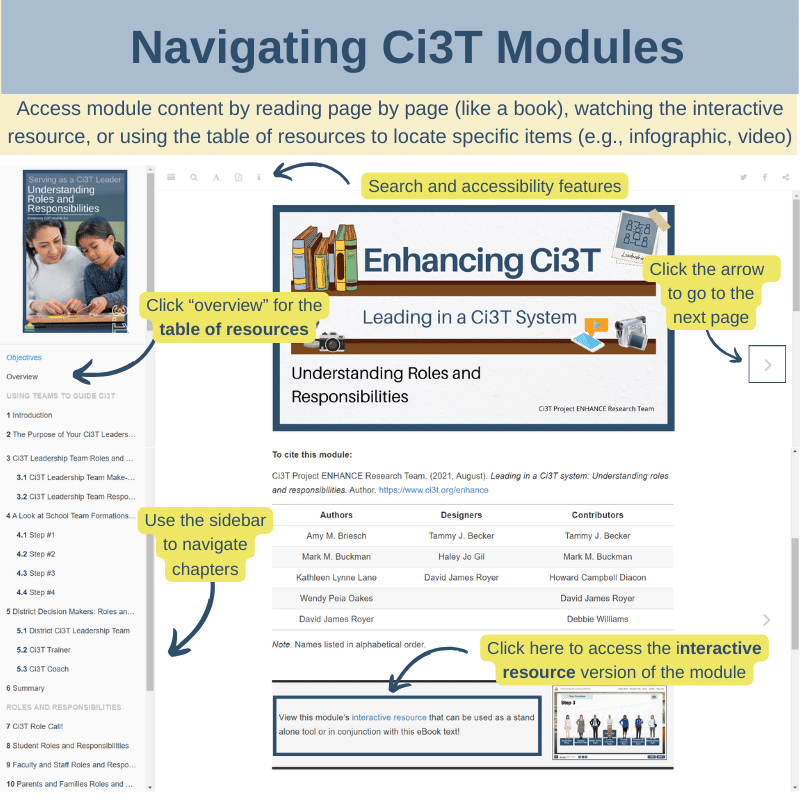 Navigating Ci3T Modules
Access module content by reading page by page (like a book), watching the interactive
resource, or using the table of resources to locate specific items (e.g., infographic, video)
Serving as a Ci3T Leader
Understanding
Roles and
Responsibilities
Search and accessibility features
Enhancing Ci3T
Leading in a Ci3T System
Understanding Roles and
Responsibilities
Ci3T Project ENHANCE Research Team
Click the arrow
to go to the
next page
Click “overview” for the
table of resources
Objectives
Overview
USING TEAMS TO GUIDE CI3T
1 Introduction
2 The Purpose of Your Ci3T Leaders...
3 Ci3T Leadership Team Roles and ...
3.1 Ci3T Leadership Team Make-...
3.2 Ci3T Leadership Team Respo...
4 A Look at School Team Formations...
4.1 Step #1
4.2 Step #2
4.3 Step #3
4.4 Step #4
5 District Decision Makers: Roles an...
5.1 District Ci3T Leadership Team
5.2 Ci3T Trainer
5.3 Ci3T Coach
6 Summary
ROLES AND RESPONSIBILITIES
7 Ci3T Role Call!
8 Student Roles and Responsibilities
9 Faculty and Staff Roles and Respo...
10 Parents and Families Roles and ...
Use the sidebar
to navigate
chapters
To cite this module:
Ci3T Project ENHANCE Research Team. (2021, August). Leading in a Ci3T system: Understanding roles
and responsibilities. Author. https://www.ci3t.org/enhance
Authors Designers Contributors
Amy M. Briesch Tammy J. Becker Tammy J. Becker
Mark M. Buckman Haley Jo Gil Mark M. Buckman
Kathleen Lynne Lane David James Royer Howard Campbell Diacon
Wendy Peia Oakes David James Royer
David James Royer Debbie Williams
Note. Names listed in alphabetical order.
Click here to access the interactive
resource version of the module
View this module's interactive resource that can be used as a stand
alone tool or in conjunction with this eBook text!
Step 3